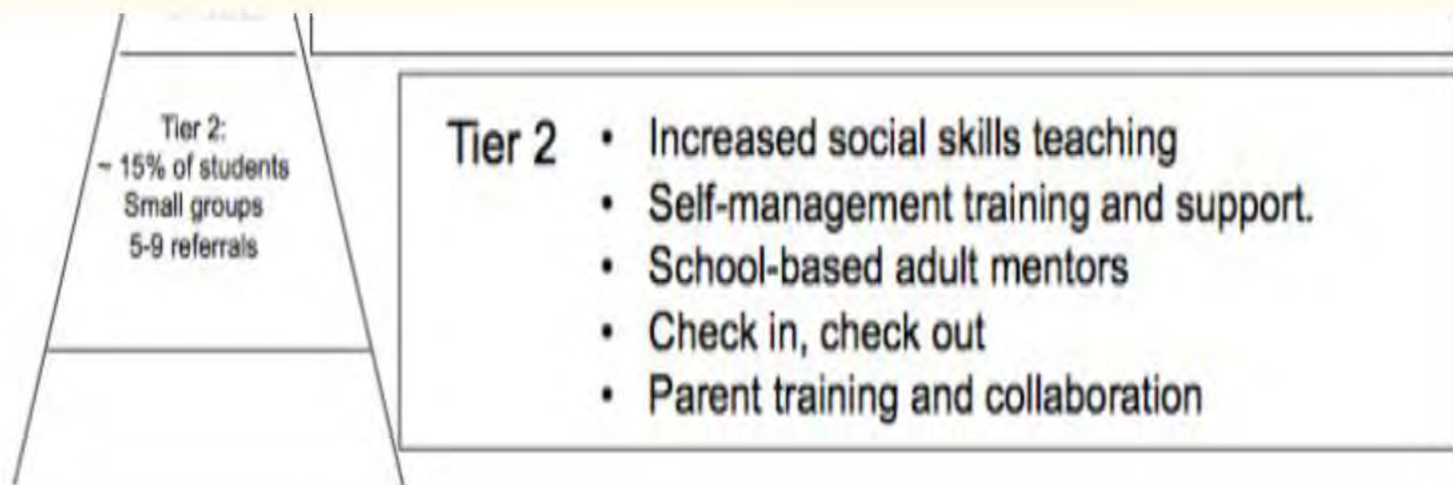 Tier 2:
~ 15% of students
Small groups
5-9 referrals
Tier 2
• Increased social skills teaching
• Self-management training and support.
• School-based adult mentors
• Check in, check out
• Parent training and collaboration